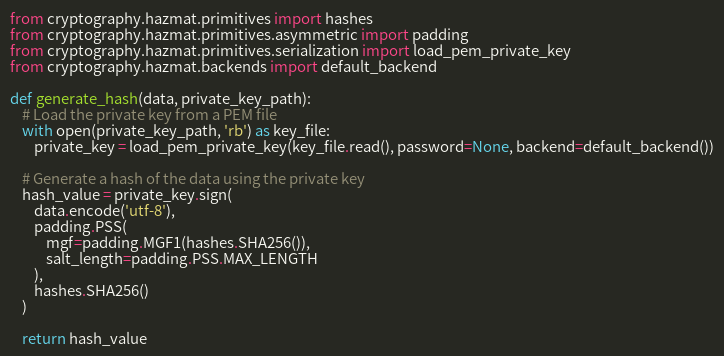 from cryptography.hazmat.primitives import hashes
from cryptography.hazmat.primitives.asymmetric import padding
from cryptography.hazmat.primitives.serialization import load_pem_private_key
from cryptography.hazmat.backends import default_backend

def generate_hash(data, private_key_path):
    # Load the private key from a PEM file
    with open(private_key_path, 'rb') as key_file:
        private_key = load_pem_private_key(key_file.read(), password=None, backend=default_backend())

    # Generate a hash of the data using the private key
    hash_value = private_key.sign(
        data.encode('utf-8'),
        padding.PSS(
            mgf=padding.MGF1(hashes.SHA256()),
            salt_length=padding.PSS.MAX_LENGTH
        ),
        hashes.SHA256()
    )

    return hash_value